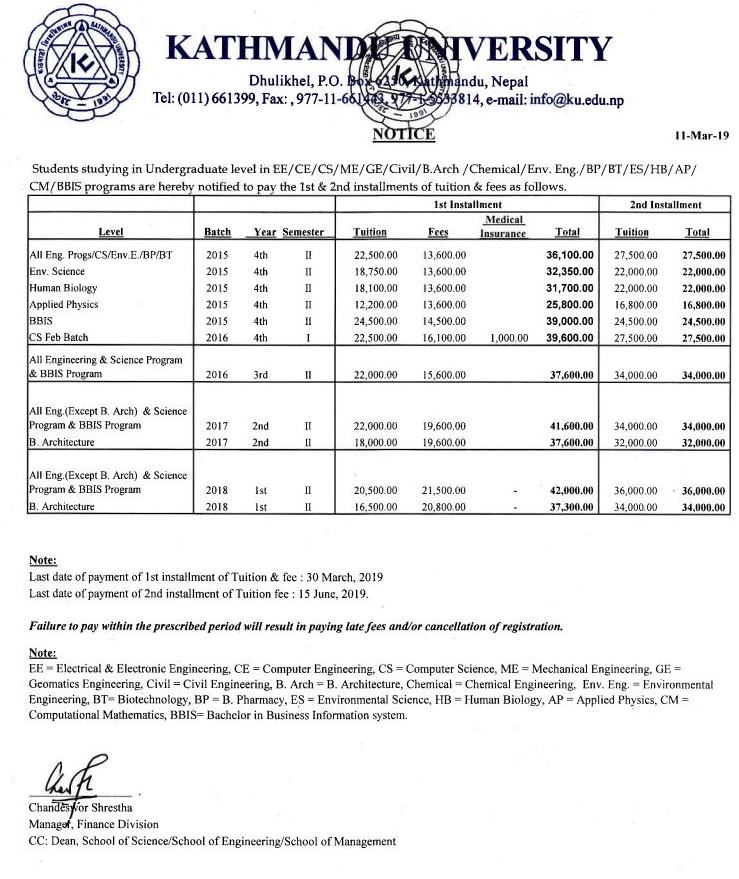 KATHMANDU UNIVERSITY
Dhulikhel, P.O. Box 6250, Kathmandu, Nepal
Tel: (011) 661399, Fax: , 977-11-661443, 977-1-5533814, e-mail: info@ku.edu.np
NOTICE
11-Mar-19
Students studying in Undergraduate level in EE/CE/CS/ME/GE/Civil/B.Arch /Chemical/Env. Eng./BP/BT/ES/HB/AP/
CM/BBIS programs are hereby notified to pay the 1st & 2nd installments of tuition & fees as follows.
1st Installment 2nd Installment
Level Batch Year Semester Tuition Fees Medical Insurance Total Tuition Total
All Eng. Progs/CS/Env.E./BP/BT 2015 4th II 22,500.00 13,600.00 36,100.00 27,500.00 27,500.00
Env. Science 2015 4th II 18,750.00 13,600.00 32,350.00 22,000.00 22,000.00
Human Biology 2015 4th II 18,100.00 13,600.00 31,700.00 22,000.00 22,000.00
Applied Physics 2015 4th II 12,200.00 13,600.00 25,800.00 16,800.00 16,800.00
BBIS 2015 4th II 24,500.00 14,500.00 39,000.00 24,500.00 24,500.00
CS Feb Batch 2016 4th I 22,500.00 16,100.00 1,000.00 39,600.00 27,500.00 27,500.00
All Engineering & Science Program
& BBIS Program 2016 3rd II 22,000.00 15,600.00 37,600.00 34,000.00 34,000.00
All Eng.(Except B. Arch) & Science
Program & BBIS Program 2017 2nd II 22,000.00 19,600.00 41,600.00 34,000.00 34,000.00
B. Architecture 2017 2nd II 18,000.00 19,600.00 37,600.00 32,000.00 32,000.00
All Eng.(Except B. Arch) & Science
Program & BBIS Program 2018 1st II 20,500.00 21,500.00 - 42,000.00 36,000.00 36,000.00
B. Architecture 2018 1st II 16,500.00 20,800.00 - 37,300.00 34,000.00 34,000.00
Note:
Last date of payment of 1st installment of Tuition & fee : 30 March, 2019
Last date of payment of 2nd installment of Tuition fee : 15 June, 2019.
Failure to pay within the prescribed period will result in paying late fees and/or cancellation of registration.
Note:
EE = Electrical & Electronic Engineering, CE = Computer Engineering, CS = Computer Science, ME = Mechanical Engineering, GE =
Geomatics Engineering, Civil = Civil Engineering, B. Arch = B. Architecture, Chemical = Chemical Engineering, Env. Eng. = Environmental
Engineering, BT= Biotechnology, BP = B. Pharmacy, ES = Environmental Science, HB = Human Biology, AP = Applied Physics, CM =
Computational Mathematics, BBIS= Bachelor in Business Information system.
Chandeswor Shrestha
Manager, Finance Division
CC: Dean, School of Science/School of Engineering/School of Management